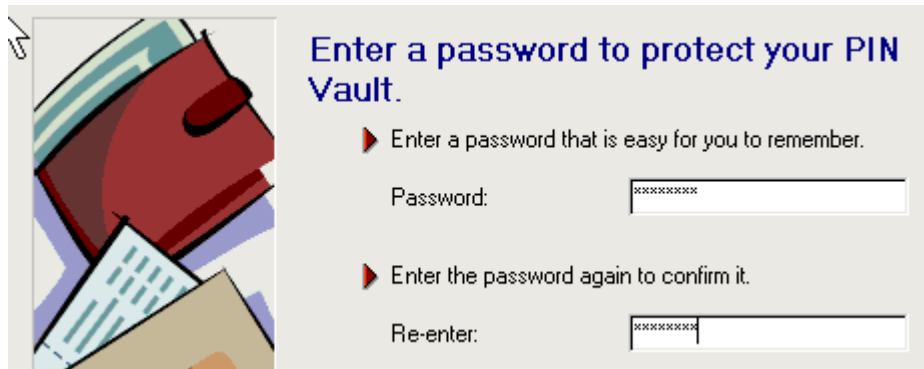 Enter a password to protect your PIN
Vault.
Enter a password that is easy for you to remember.
Password: ********
Enter the password again to confirm it.
Re-enter: ********